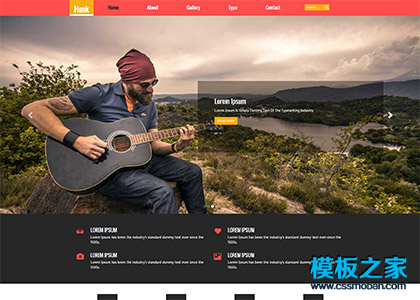 Hunk
Home
About
Gallery
Type
Contact
Lorem Ipsum
Lorem Ipsum Is Simply Dummy Text Of The Typesetting Industry
LOREM IPSUM
Lorem Ipsum has been the industry's standard dummy text ever since the 1500s.
LOREM IPSUM
Lorem Ipsum has been the industry's standard dummy text ever since the 1500s.
LOREM IPSUM
Lorem Ipsum has been the industry's standard dummy text ever since the 1500s.
LOREM IPSUM
Lorem Ipsum has been the industry's standard dummy text ever since the 1500s.
模板之家
www.cssmoban.com